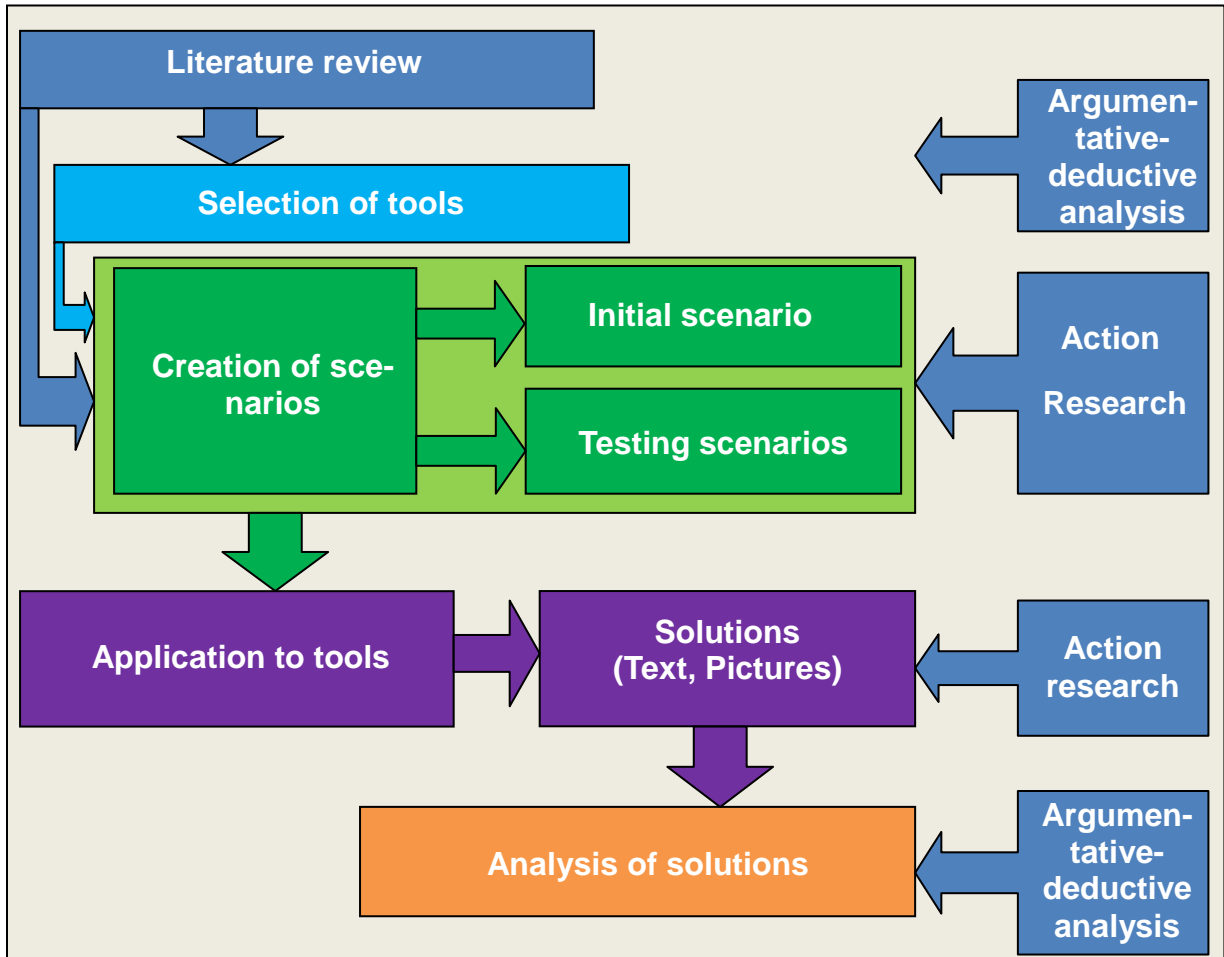 Literature review
Argumen-
tative-
deductive
analysis
Selection of tools
Creation of sce-
narios
Initial scenario
Testing scenarios
Action
Research
Application to tools
Solutions
(Text, Pictures)
Action
research
Analysis of solutions
Argumen-
tative-
deductive
analysis